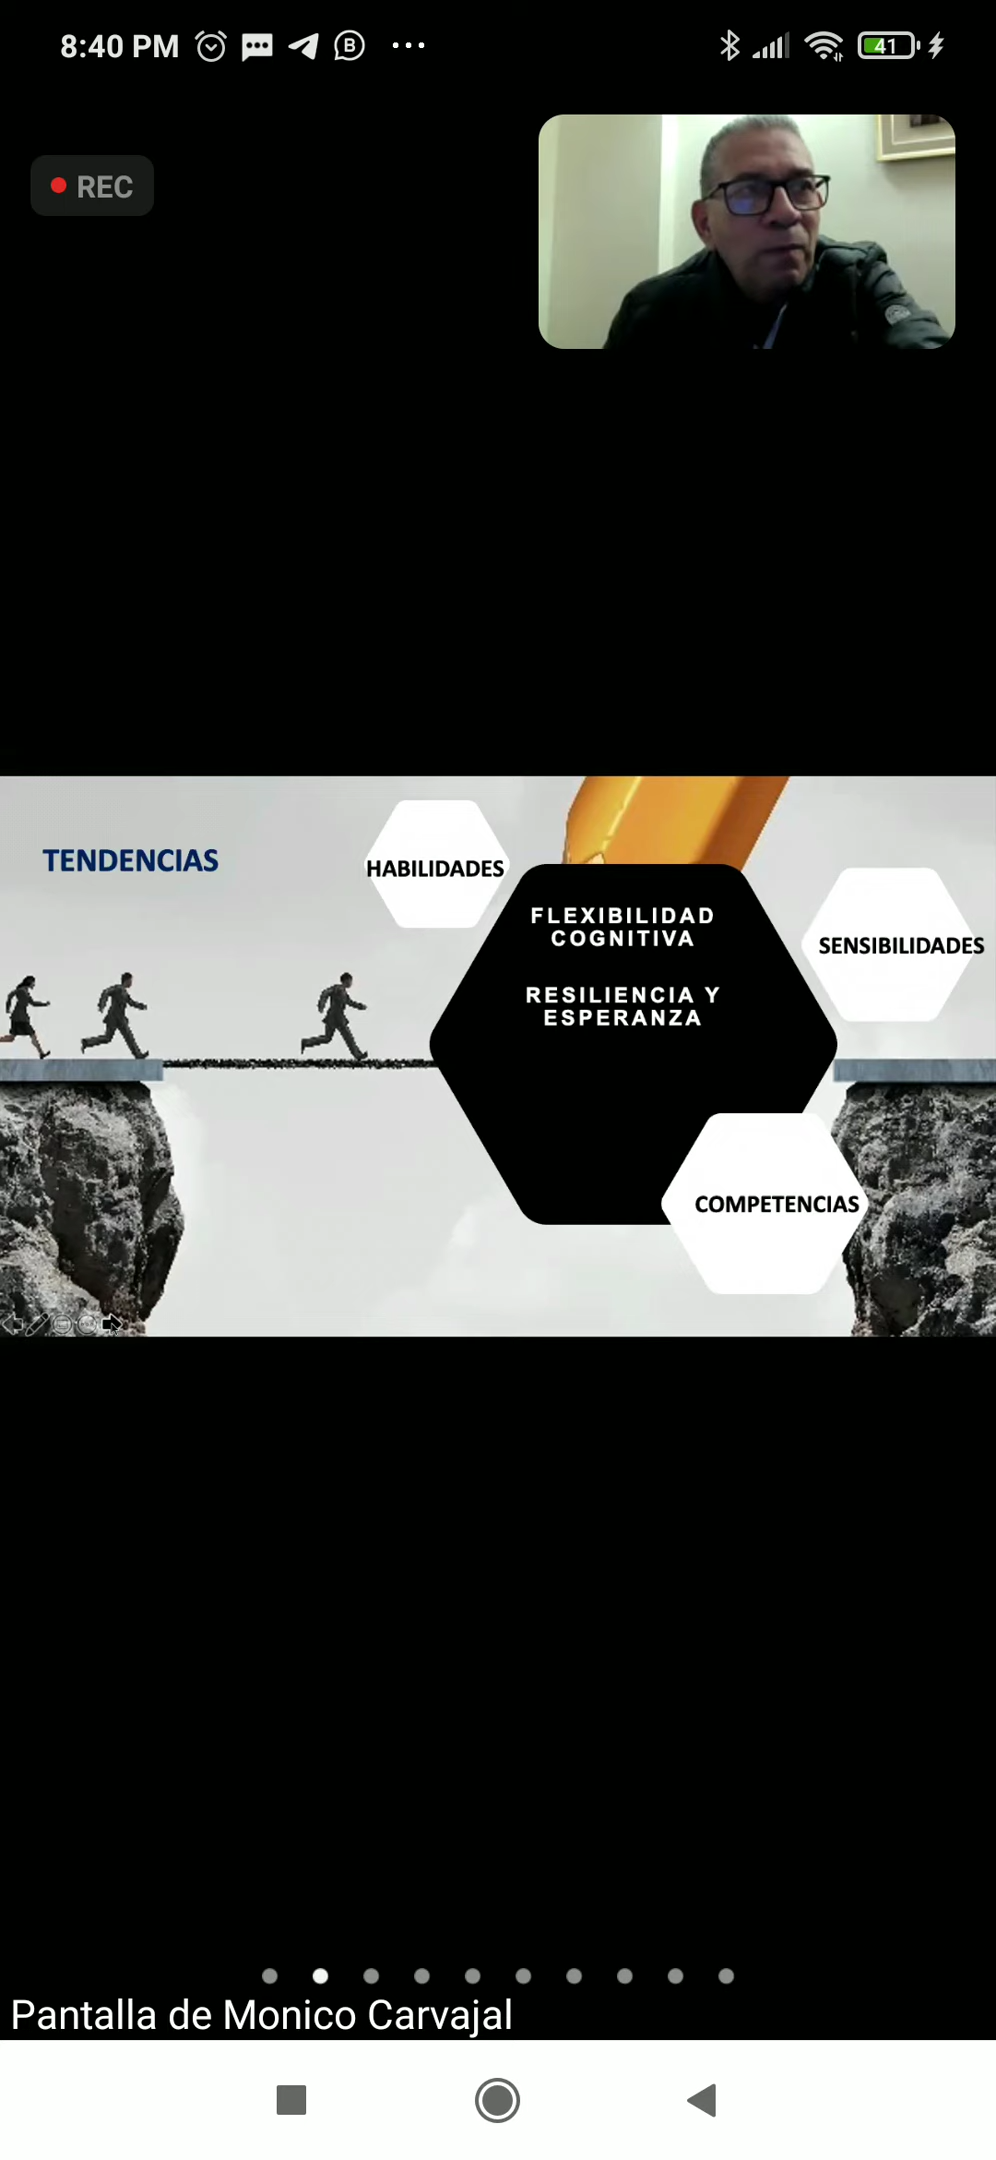 8:40 PM
B
41
REC
TENDENCIAS
HABILIDADES
FLEXIBILIDAD
COGNITIVA
RESILIENCIA Y
ESPERANZA
SENSIBILIDADES
COMPETENCIAS
Pantalla de Monico Carvajal